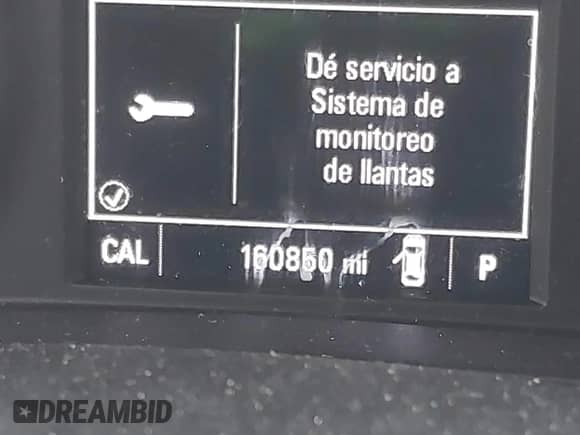 Dé servicio a
Sistema de
monitoreo
de llantas
CAL 160850 mi P
DREAMBID